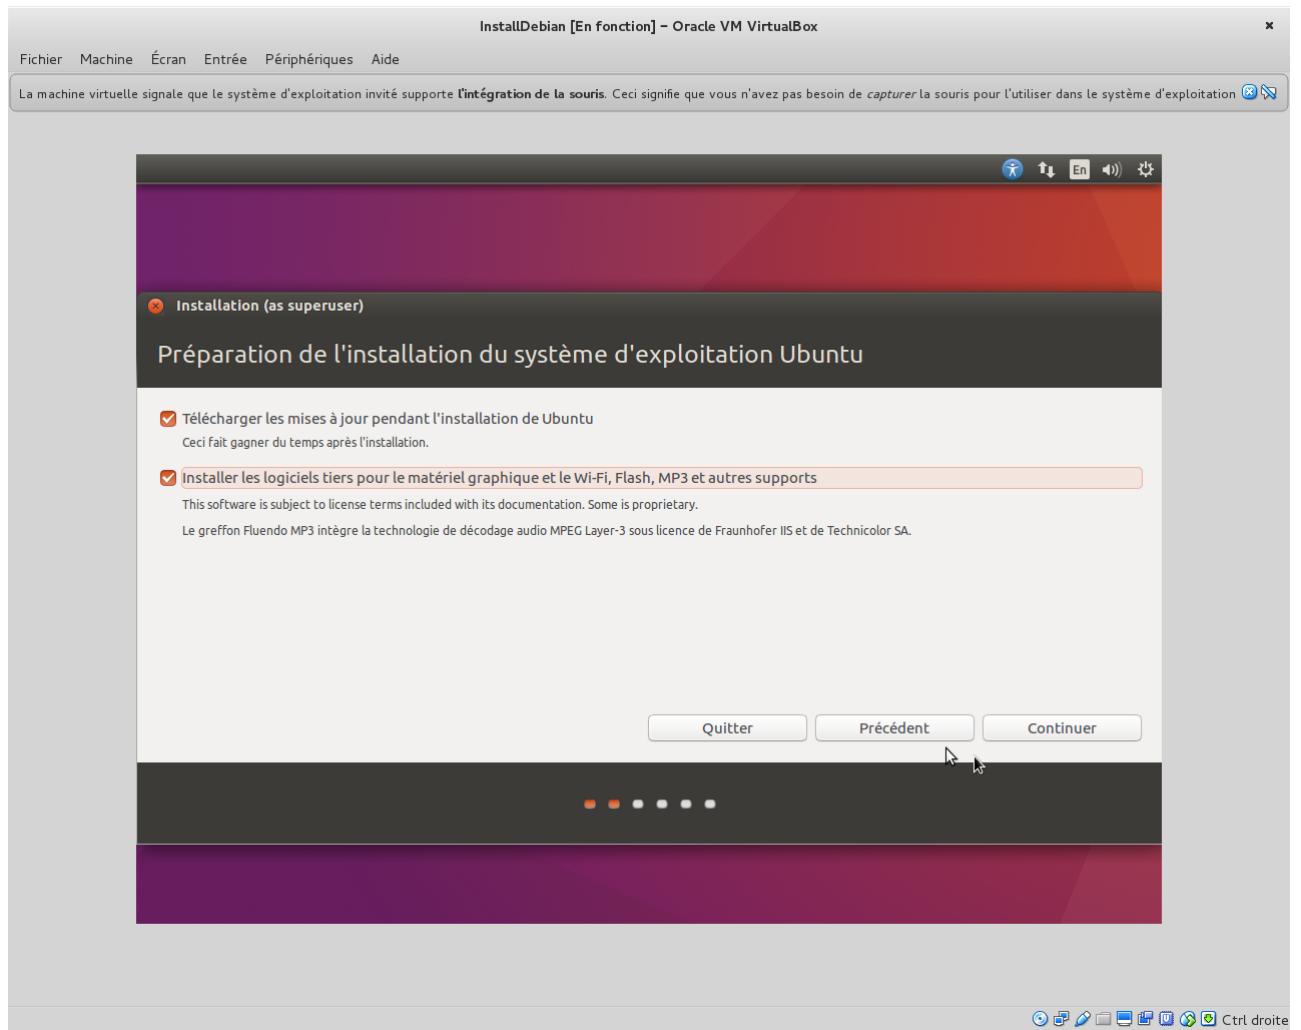 InstallDebian [En fonction] – Oracle VM VirtualBox
Fichier Machine Écran Entrée Périphériques Aide
La machine virtuelle signale que le système d'exploitation invité supporte l'intégration de la souris. Ceci signifie que vous n'avez pas besoin de capturer la souris pour l'utiliser dans le système d'exploitation
En
Installation (as superuser)
Préparation de l'installation du système d'exploitation Ubuntu
Télécharger les mises à jour pendant l'installation de Ubuntu
Ceci fait gagner du temps après l'installation.
Installer les logiciels tiers pour le matériel graphique et le Wi-Fi, Flash, MP3 et autres supports
This software is subject to license terms included with its documentation. Some is proprietary.
Le greffon Fluendo MP3 intègre la technologie de décodage audio MPEG Layer-3 sous licence de Fraunhofer IIS et de Technicolor SA.
Quitter Précédent Continuer
Ctrl droite